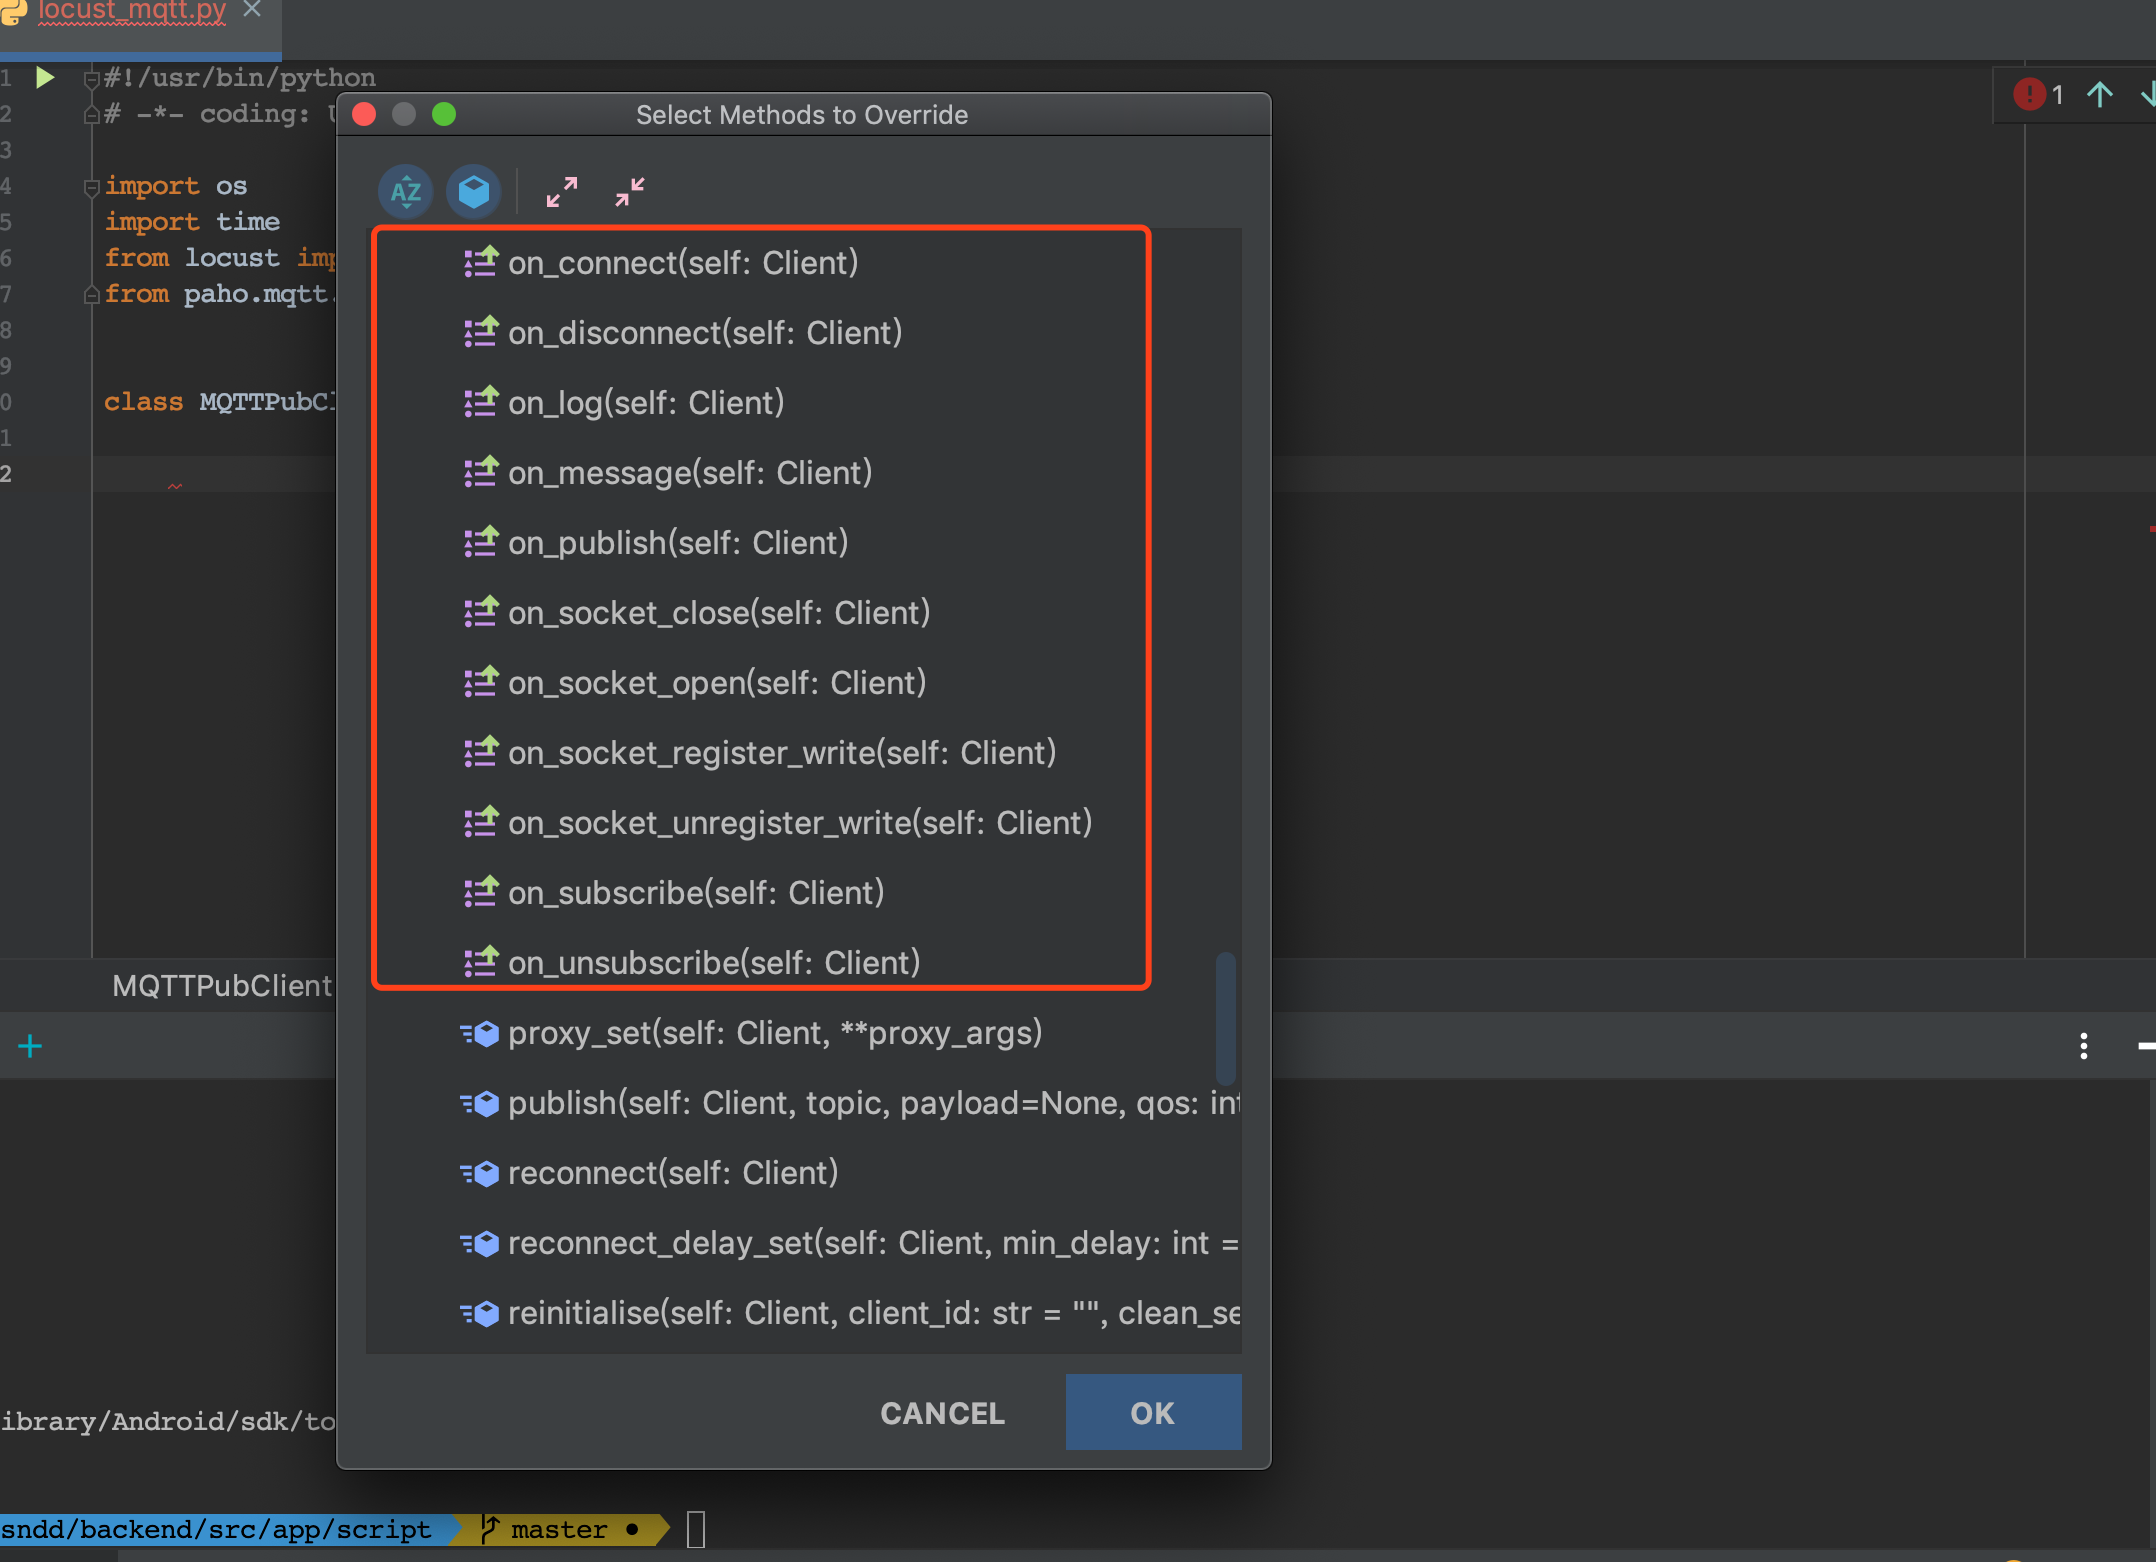 locust_mqtt.py
1 #!/usr/bin/python
2 # -*- coding:
3
4 import os
5 import time
6 from locust imp
7 from paho.mqtt.
8
9
0 class MQTTPubCl
1
2
1
Select Methods to Override
AZ
on_connect(self: Client)
on_disconnect(self: Client)
on_log(self: Client)
on_message(self: Client)
on_publish(self: Client)
on_socket_close(self: Client)
on_socket_open(self: Client)
on_socket_register_write(self: Client)
on_socket_unregister_write(self: Client)
on_subscribe(self: Client)
on_unsubscribe(self: Client)
proxy_set(self: Client, **proxy_args)
publish(self: Client, topic, payload=None, qos: int
reconnect(self: Client)
reconnect_delay_set(self: Client, min_delay: int =
reinitialise(self: Client, client_id: str = "", clean_se
CANCEL
OK
MQTTPubClient
ibrary/Android/sdk/to
sndd/backend/src/app/script master ●